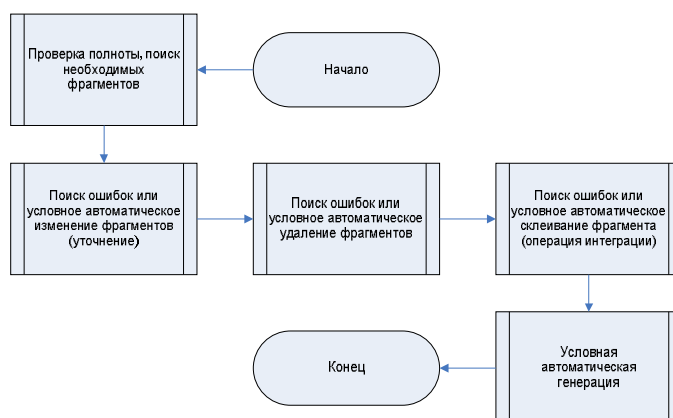 Начало
Проверка полноты, поиск
необходимых
фрагментов
Поиск ошибок или
условное автоматическое
изменение фрагментов
(уточнение)
Поиск ошибок или
условное автоматическое
удаление фрагментов
Поиск ошибок или
условное автоматическое
склеивание фрагмента
(операция интеграции)
Условная
автоматическая
генерация
Конец